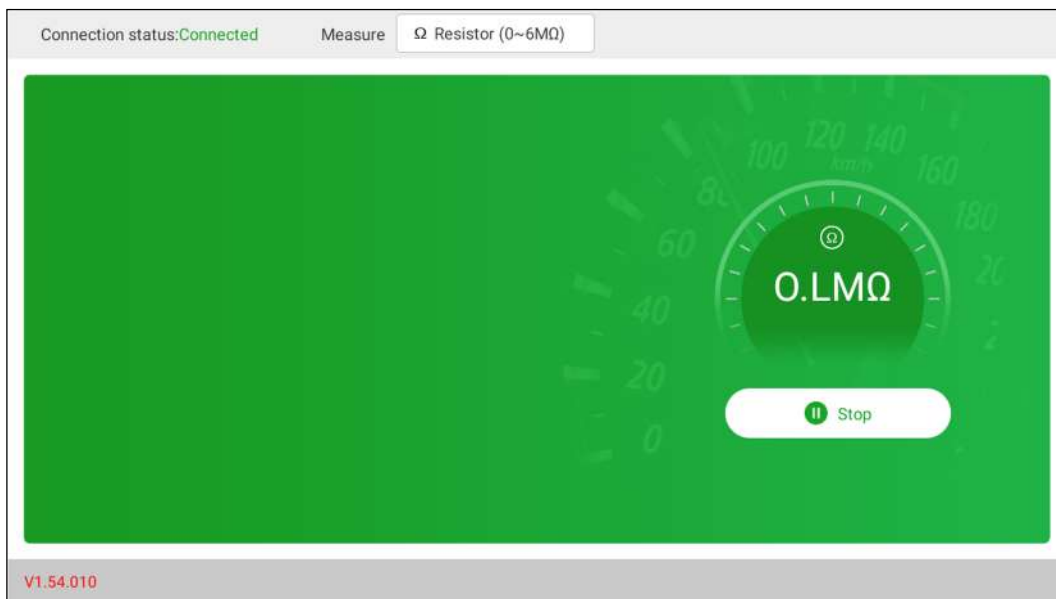 Connection status:Connected Measure Ω Resistor (0~6MΩ)
120 140
100 km/h 160
80 180
60
40
20
0
Ω
O.LMΩ
Stop
V1.54.010